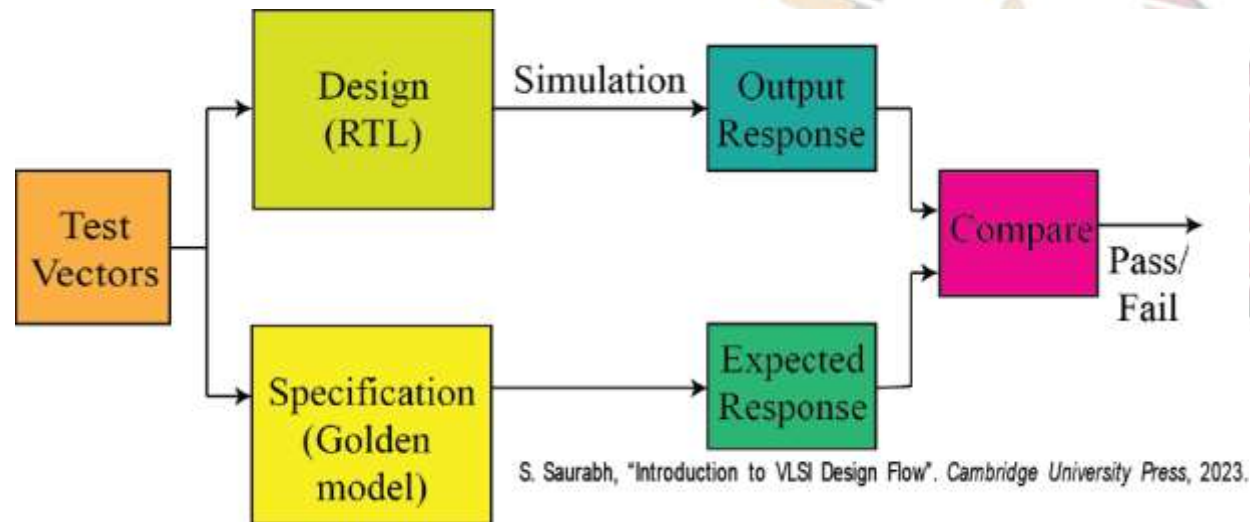 Design
(RTL)
Simulation
Output
Response
Test
Vectors
Compare
Pass/
Fail
Specification
(Golden
model)
Expected
Response
S. Saurabh, "Introduction to VLSI Design Flow". Cambridge University Press, 2023.